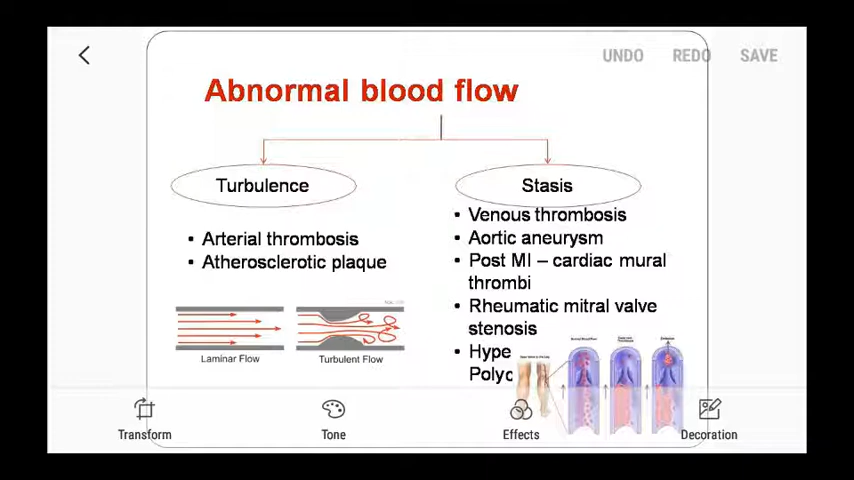 UNDO REDO SAVE
Abnormal blood flow
Turbulence
Stasis
• Arterial thrombosis
• Atherosclerotic plaque
Laminar Flow
Turbulent Flow
• Venous thrombosis
• Aortic aneurysm
• Post MI – cardiac mural
thrombi
• Rheumatic mitral valve
stenosis
• Hype
Polyc
Transform
Tone
Effects
Decoration